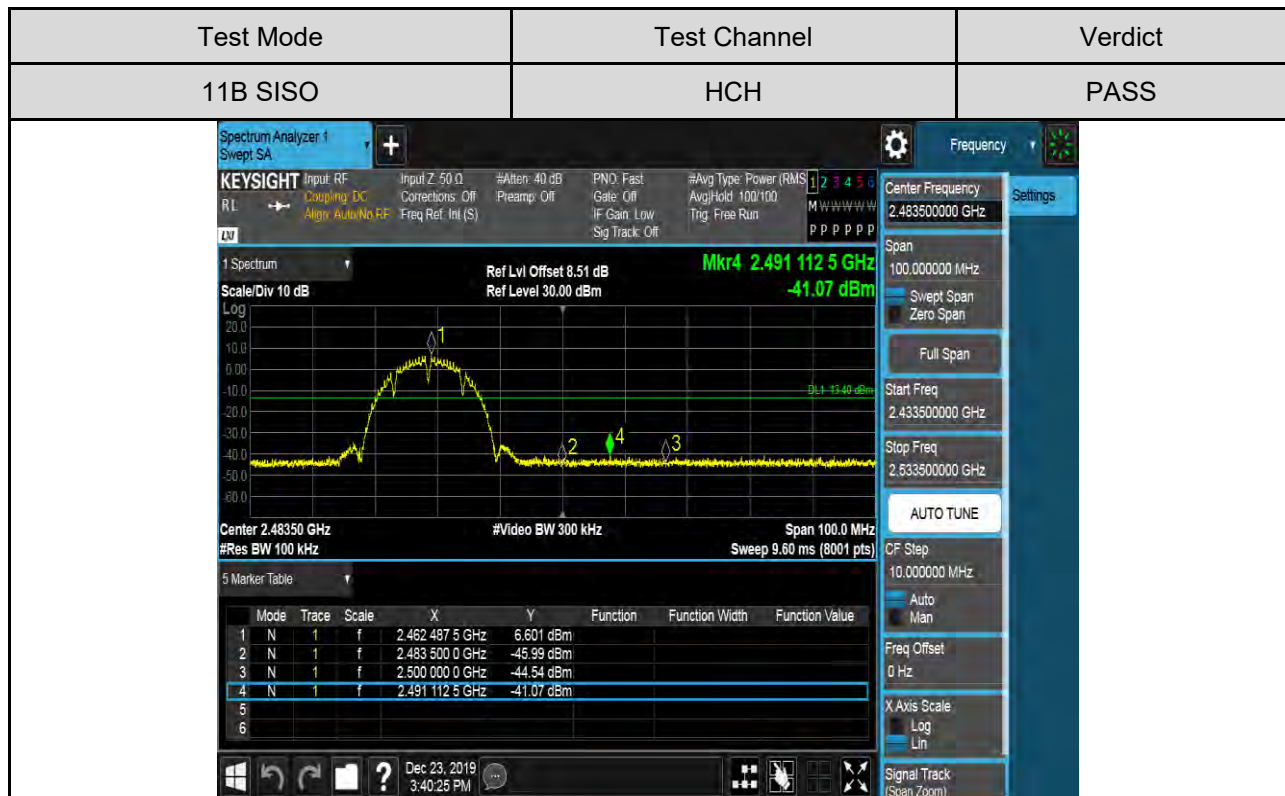 Test Mode Test Channel Verdict
11B SISO HCH PASS
Spectrum Analyzer 1
Swept SA
+
Frequency
KEYSIGHT Input: RF Input Z: 50 Ω #Atten: 40 dB PNO: Fast #Avg Type: Power (RMS 1 2 3 4 5 6
RL Coupling: DC Corrections: Off Preamp: Off Gate: Off Avg|Hold: 100/100 M W W W W W
Align: Auto/No RF Freq Ref: Int (S) IF Gain: Low Trig: Free Run
LXI Sig Track: Off P P P P P P
Center Frequency
2.483500000 GHz
Settings
Span
100.000000 MHz
Swept Span
Zero Span
Full Span
Start Freq
2.433500000 GHz
Stop Freq
2.533500000 GHz
AUTO TUNE
CF Step
10.000000 MHz
Auto
Man
Freq Offset
0 Hz
X Axis Scale
Log
Lin
Signal Track
(Span Zoom)
1 Spectrum Ref Lvl Offset 8.51 dB Mkr4 2.491 112 5 GHz
Scale/Div 10 dB Ref Level 30.00 dBm -41.07 dBm
Log
20.0
10.0
0.00
-10.0
-20.0
-30.0
-40.0
-50.0
-60.0
1
DL1 -13.40 dBm
2 4 3
Center 2.48350 GHz #Video BW 300 kHz Span 100.0 MHz
#Res BW 100 kHz Sweep 9.60 ms (8001 pts)
5 Marker Table
Mode Trace Scale X Y Function Function Width Function Value
1 N 1 f 2.462 487 5 GHz 6.601 dBm
2 N 1 f 2.483 500 0 GHz -45.99 dBm
3 N 1 f 2.500 000 0 GHz -44.54 dBm
4 N 1 f 2.491 112 5 GHz -41.07 dBm
5
6
? Dec 23, 2019
3:40:25 PM